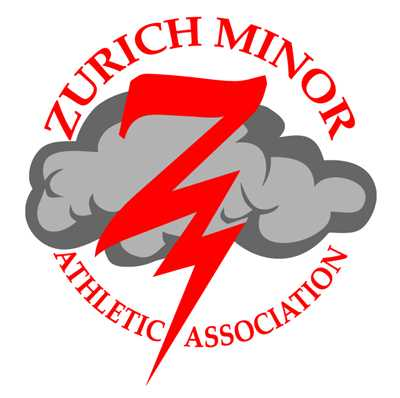 ZURICH MINOR
ATHLETIC ASSOCIATION